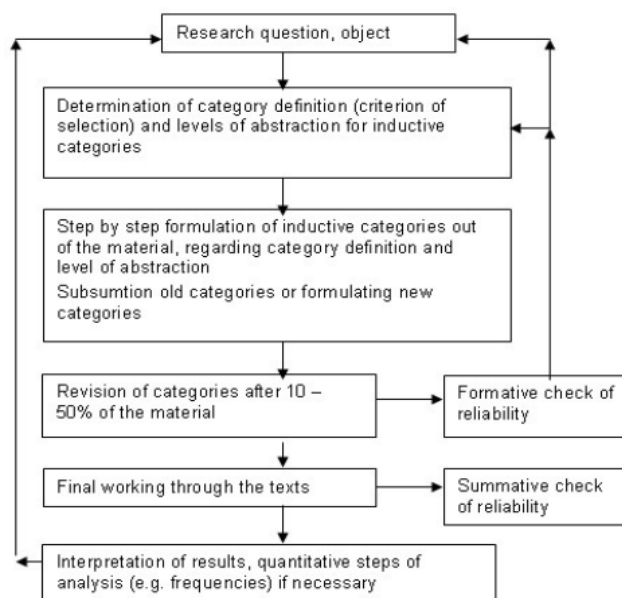 Research question, object
Determination of category definition (criterion of
selection) and levels of abstraction for inductive
categories
Step by step formulation of inductive categories out
of the material, regarding category definition and
level of abstraction
Subsumtion old categories or formulating new
categories
Revision of categories after 10 –
50% of the material
Formative check of
reliability
Final working through the texts
Summative check
of reliability
Interpretation of results, quantitative steps of
analysis (e.g. frequencies) if necessary